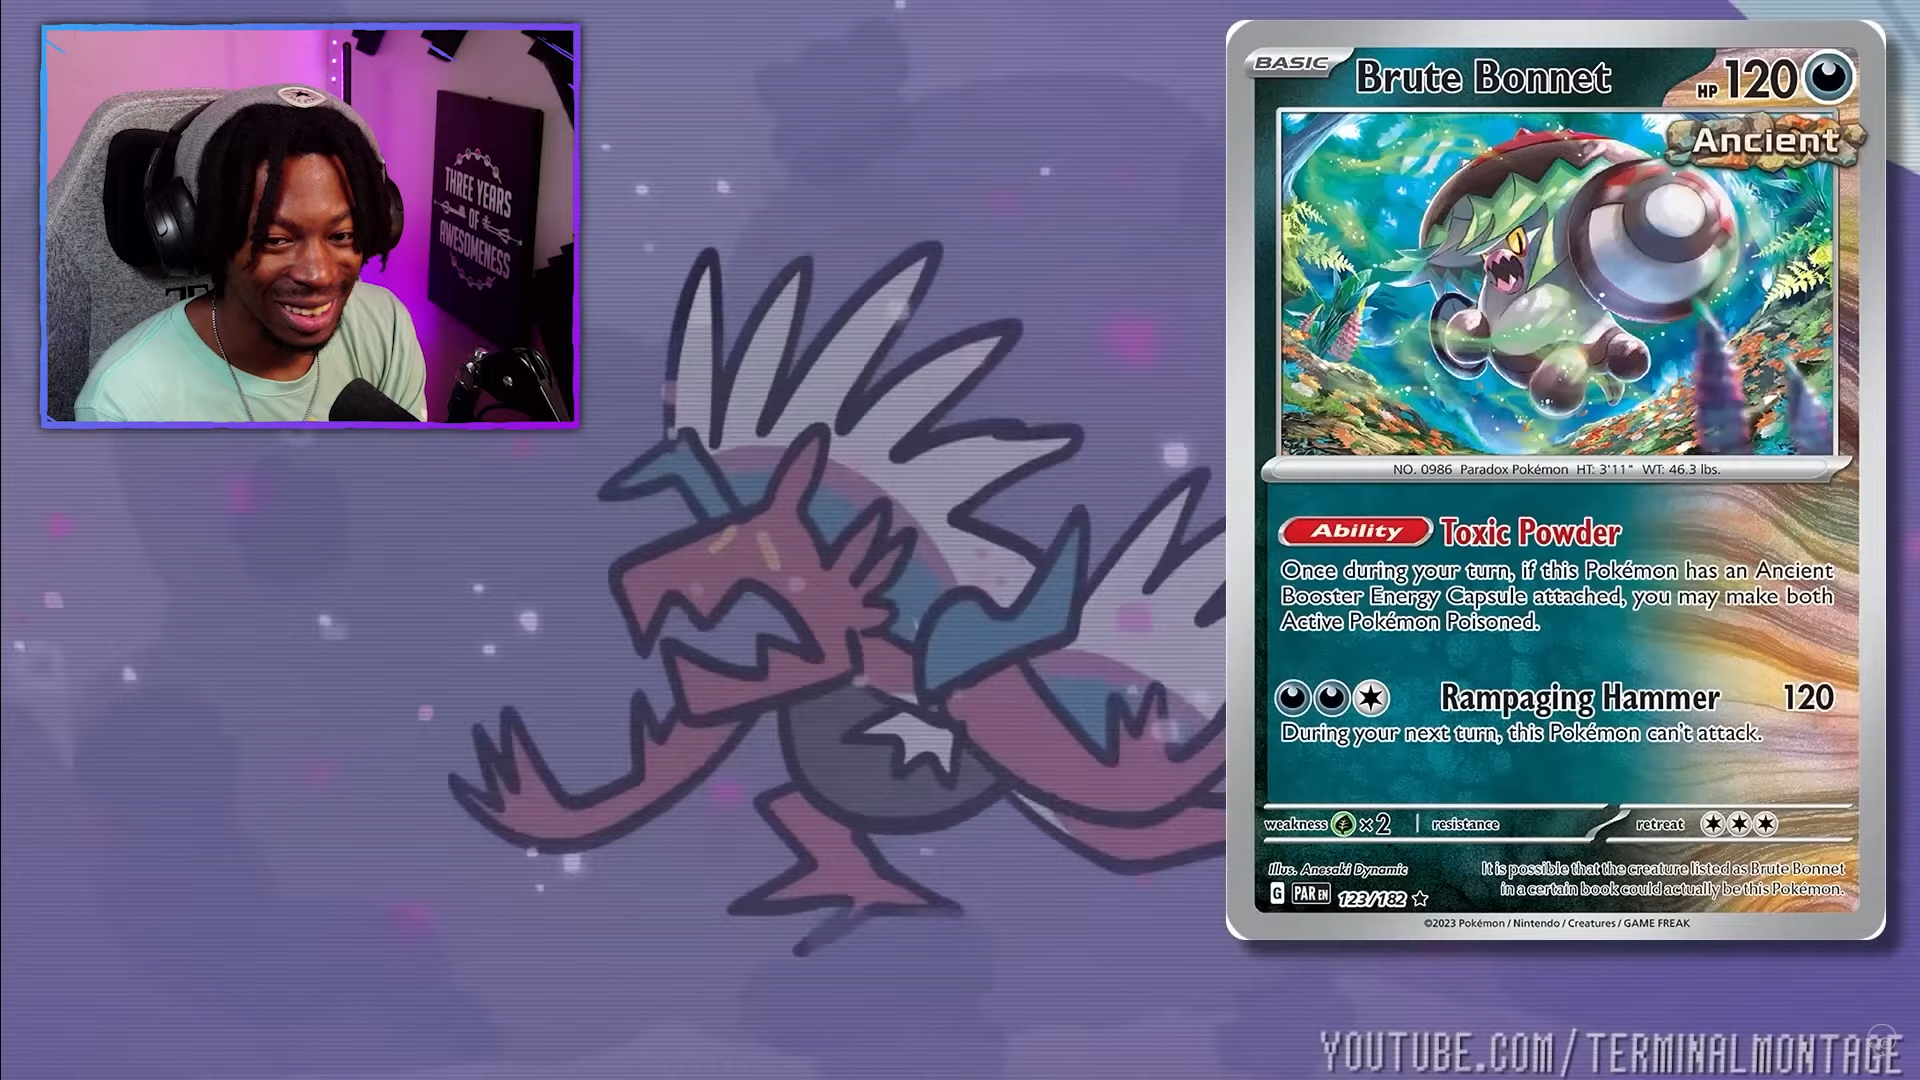 THREE YEARS
OF
AWESOMENESS
BASIC
Brute Bonnet
HP 120
Ancient
NO. 0986 Paradox Pokémon HT: 3'11" WT: 46.3 lbs.
Ability Toxic Powder
Once during your turn, if this Pokémon has an Ancient
Booster Energy Capsule attached, you may make both
Active Pokémon Poisoned.
Rampaging Hammer 120
During your next turn, this Pokémon can't attack.
weakness ×2 resistance retreat
Illus. Anesaki Dynamic
It is possible that the creature listed as Brute Bonnet
in a certain book could actually be this Pokémon.
G PAR EN 123/182
©2023 Pokémon / Nintendo / Creatures / GAME FREAK
YOUTUBE.COM/TERMINALMONTAGE